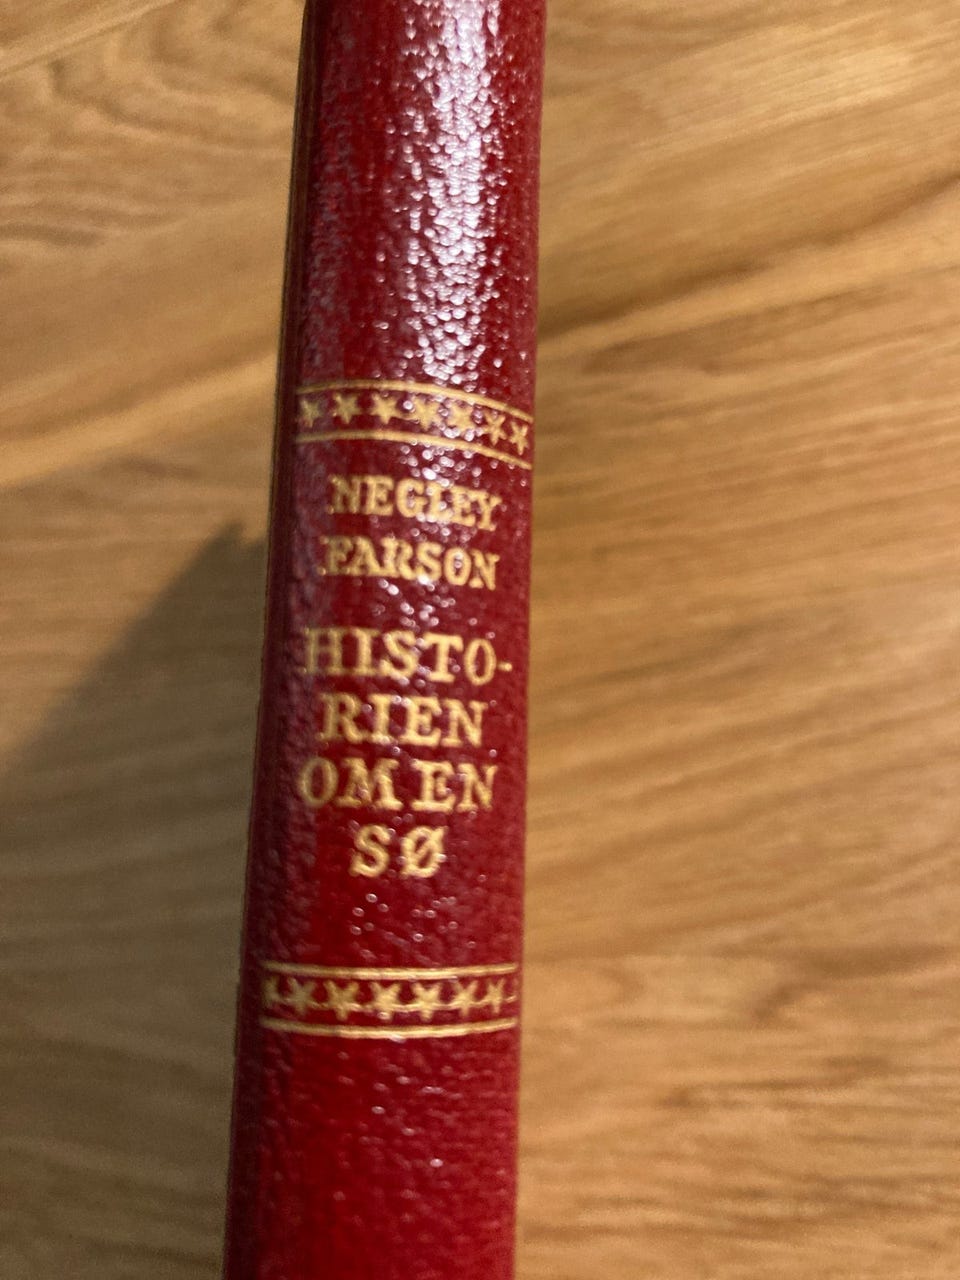 NEGLEY
FARSON
HISTO-
RIEN
OM EN
SØ